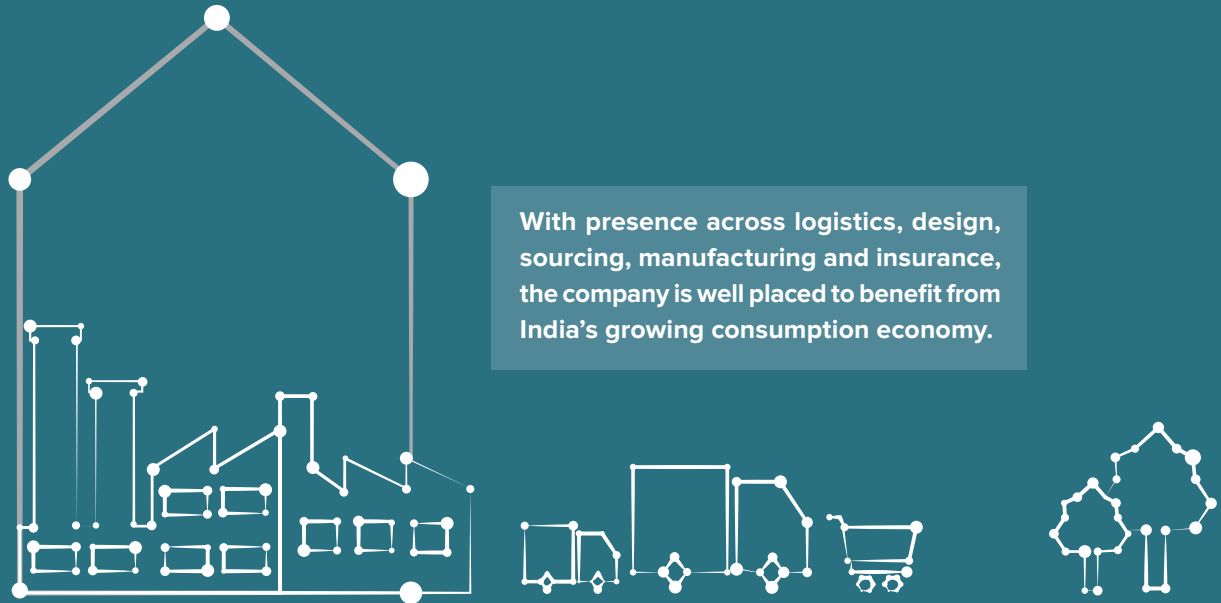 With presence across logistics, design,
sourcing, manufacturing and insurance,
the company is well placed to benefit from
India’s growing consumption economy.